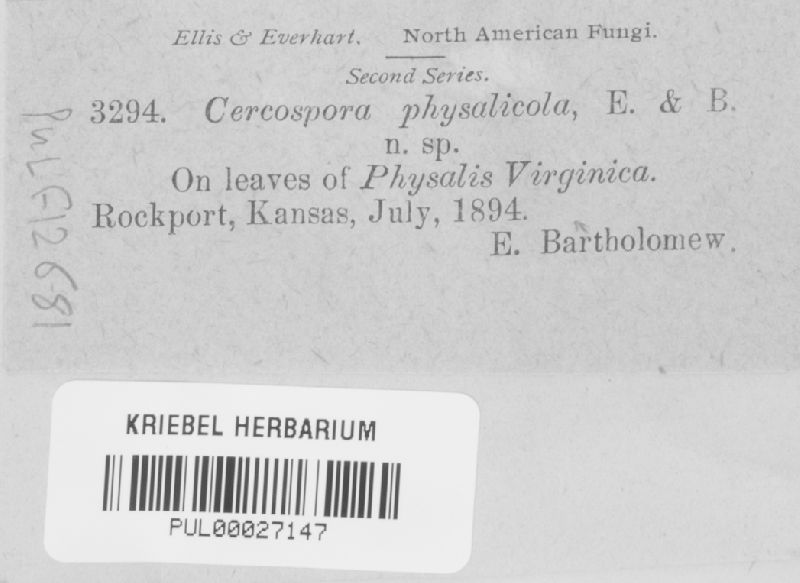 Ellis & Everhart. North American Fungi.
Second Series.
3294. Cercospora physalicola, E. & B.
n. sp.
On leaves of Physalis Virginica.
Rockport, Kansas, July, 1894.
E. Bartholomew.
PUL F12681
KRIEBEL HERBARIUM
PUL00027147